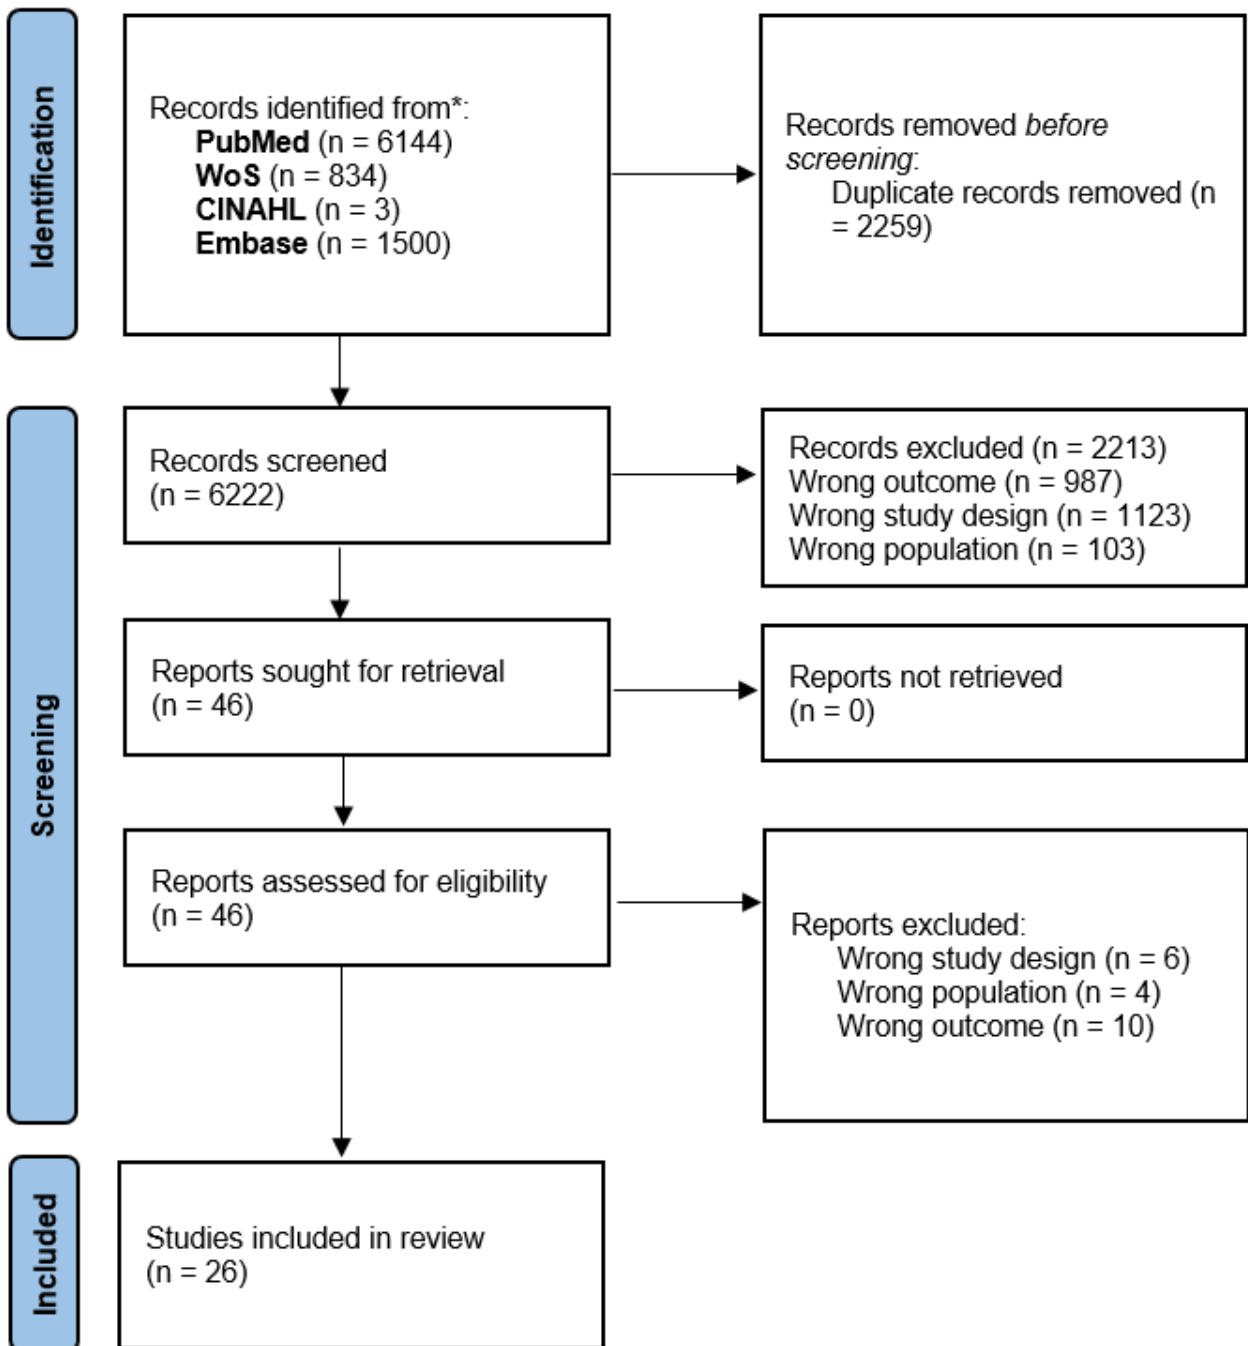 Identification
Records identified from*:
PubMed (n = 6144)
WoS (n = 834)
CINAHL (n = 3)
Embase (n = 1500)
Records removed before
screening:
Duplicate records removed (n
= 2259)
Screening
Records screened
(n = 6222)
Records excluded (n = 2213)
Wrong outcome (n = 987)
Wrong study design (n = 1123)
Wrong population (n = 103)
Reports sought for retrieval
(n = 46)
Reports not retrieved
(n = 0)
Reports assessed for eligibility
(n = 46)
Reports excluded:
Wrong study design (n = 6)
Wrong population (n = 4)
Wrong outcome (n = 10)
Included
Studies included in review
(n = 26)